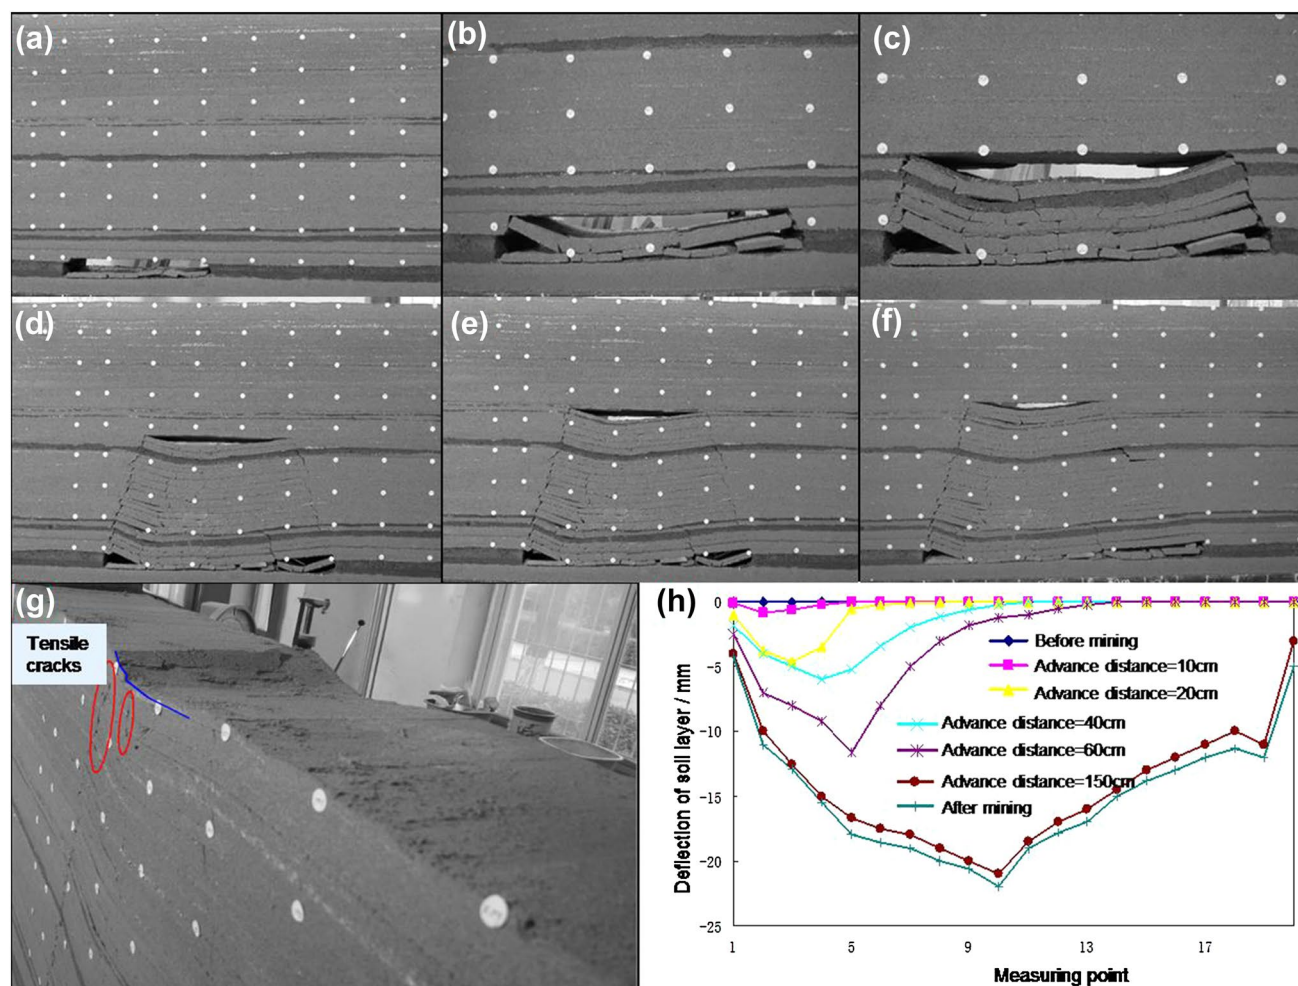 (a)
(b)
(c)
(d)
(e)
(f)
(g)
Tensile
cracks
(h)
Deflection of soil layer / mm
0
-5
-10
-15
-20
-25
Before mining
Advance distance=10cm
Advance distance=20cm
Advance distance=40cm
Advance distance=60cm
Advance distance=150cm
After mining
1
5
9
13
17
Measuring point